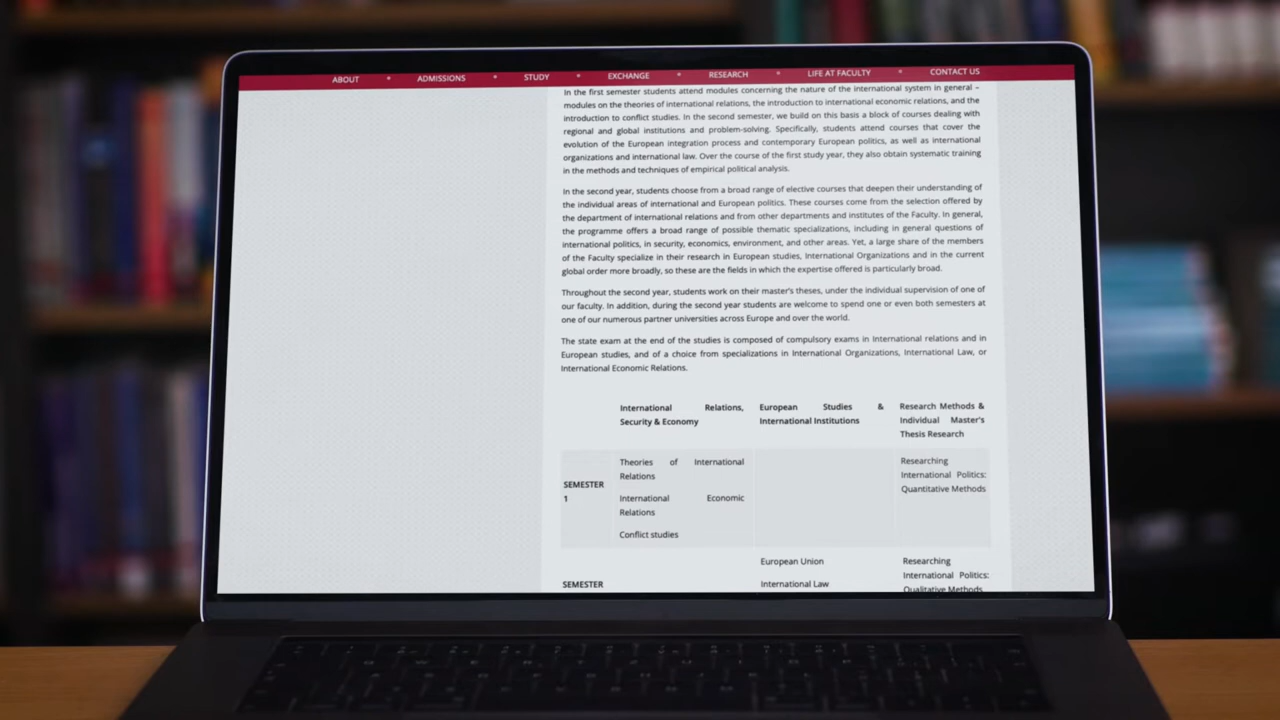 ABOUT • ADMISSIONS • STUDY • EXCHANGE • RESEARCH • LIFE AT FACULTY • CONTACT US
In the first semester students attend modules concerning the nature of the international system in general –
modules on the theories of international relations, the introduction to international economic relations, and the
introduction to conflict studies. In the second semester, we build on this basis a block of courses dealing with
regional and global institutions and problem-solving. Specifically, students attend courses that cover the
evolution of the European integration process and contemporary European politics, as well as international
organizations and international law. Over the course of the first study year, they also obtain systematic training
in the methods and techniques of empirical political analysis.
In the second year, students choose from a broad range of elective courses that deepen their understanding of
the individual areas of international and European politics. These courses come from the selection offered by
the department of international relations and from other departments and institutes of the Faculty. In general,
the programme offers a broad range of possible thematic specializations, including in general questions of
international politics, in security, economics, environment, and other areas. Yet, a large share of the members
of the Faculty specialize in their research in European studies, International Organizations and in the current
global order more broadly, so these are the fields in which the expertise offered is particularly broad.
Throughout the second year, students work on their master's theses, under the individual supervision of one of
our faculty. In addition, during the second year students are welcome to spend one or even both semesters at
one of our numerous partner universities across Europe and over the world.
The state exam at the end of the studies is composed of compulsory exams in International relations and in
European studies, and of a choice from specializations in International Organizations, International Law, or
International Economic Relations.
International Relations,
Security & Economy
European Studies &
International Institutions
Research Methods &
Individual Master's
Thesis Research
SEMESTER
1
Theories of International
Relations
International Economic
Relations
Conflict studies
Researching
International Politics:
Quantitative Methods
SEMESTER
European Union
International Law
Researching
International Politics:
Qualitative Methods